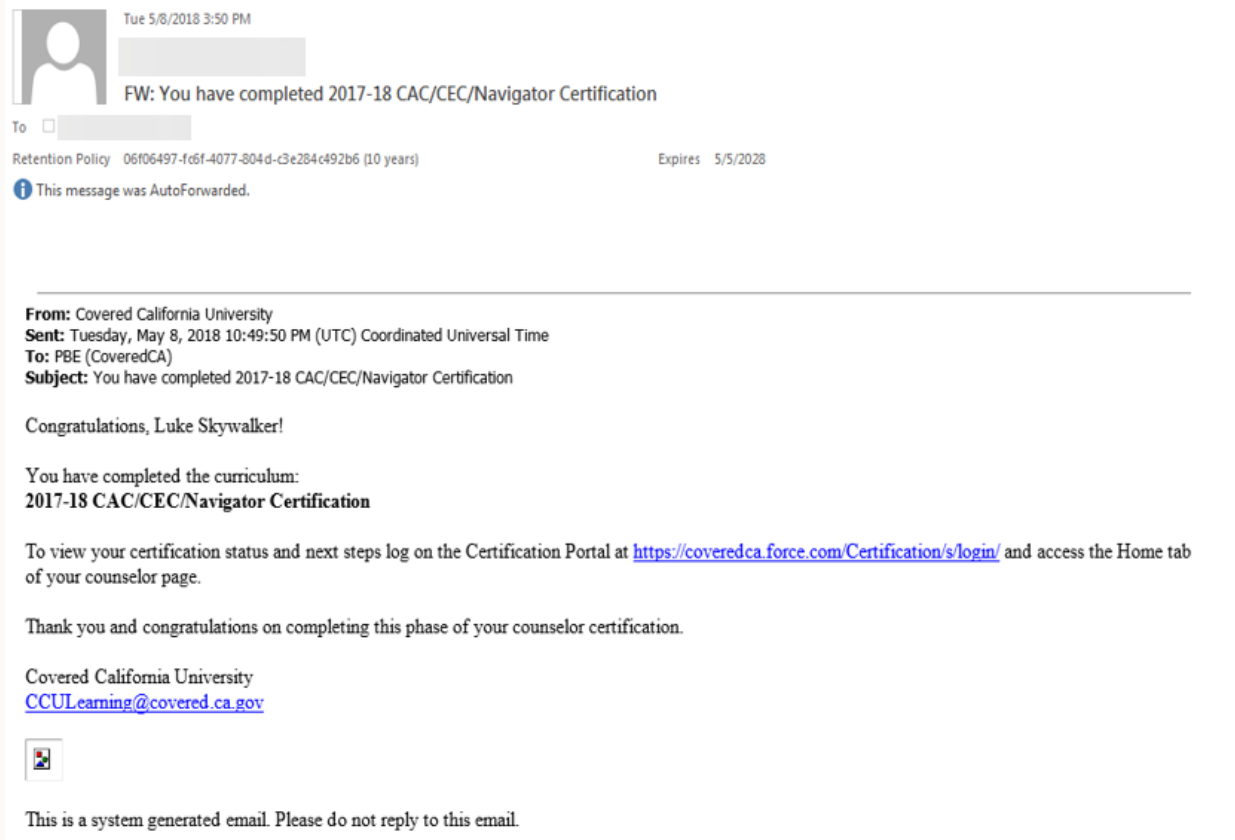 Tue 5/8/2018 3:50 PM
FW: You have completed 2017-18 CAC/CEC/Navigator Certification
To
Retention Policy 06f06497-fc6f-4077-804d-c3e284c492b6 (10 years) Expires 5/5/2028
This message was AutoForwarded.
From: Covered California University
Sent: Tuesday, May 8, 2018 10:49:50 PM (UTC) Coordinated Universal Time
To: PBE (CoveredCA)
Subject: You have completed 2017-18 CAC/CEC/Navigator Certification
Congratulations, Luke Skywalker!
You have completed the curriculum:
2017-18 CAC/CEC/Navigator Certification
To view your certification status and next steps log on the Certification Portal at https://coveredca.force.com/Certification/s/login/ and access the Home tab
of your counselor page.
Thank you and congratulations on completing this phase of your counselor certification.
Covered California University
CCULearning@covered.ca.gov
This is a system generated email. Please do not reply to this email.